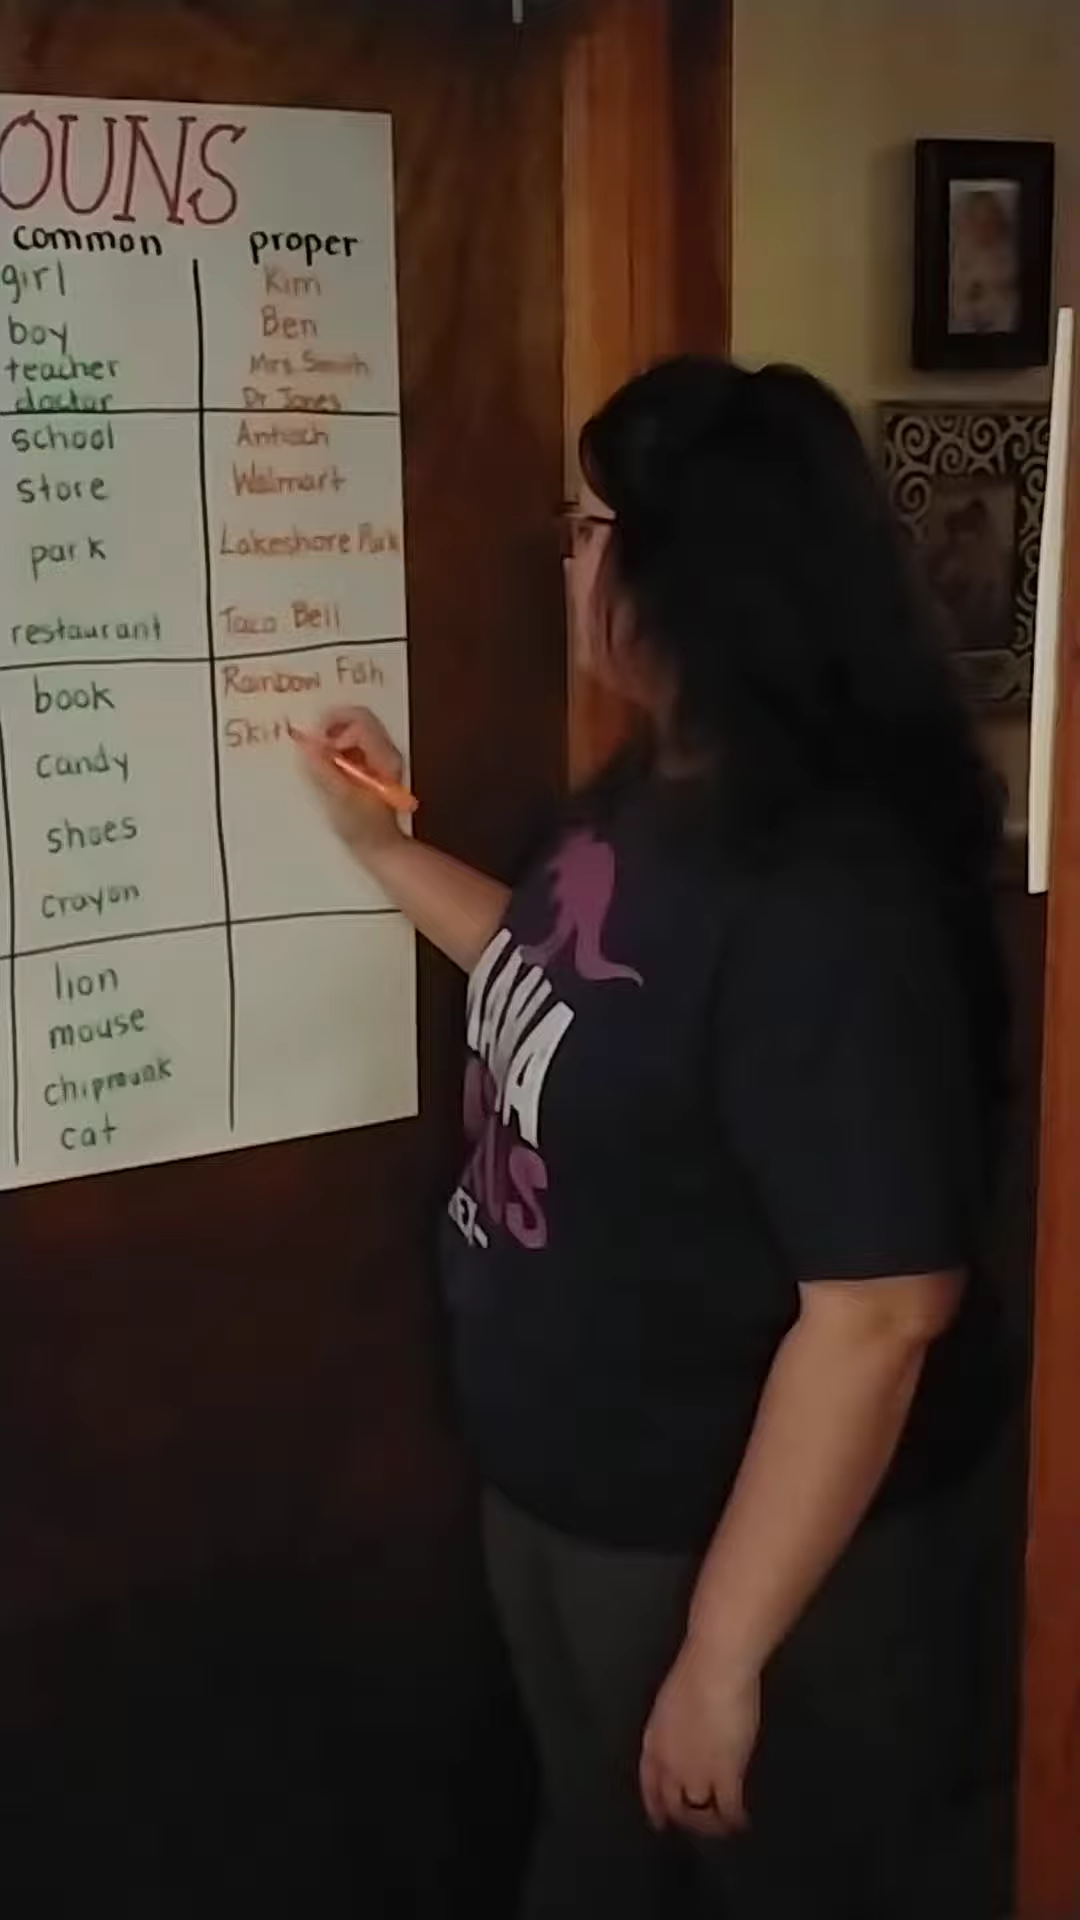 OUNS
common proper
girl Kim
boy Ben
teacher Mrs Smith
doctor Dr Jones
school Antioch
store Walmart
park Lakeshore Park
restaurant Taco Bell
book Rainbow Fish
candy Skitt
shoes
crayon
lion
mouse
chipmunk
cat